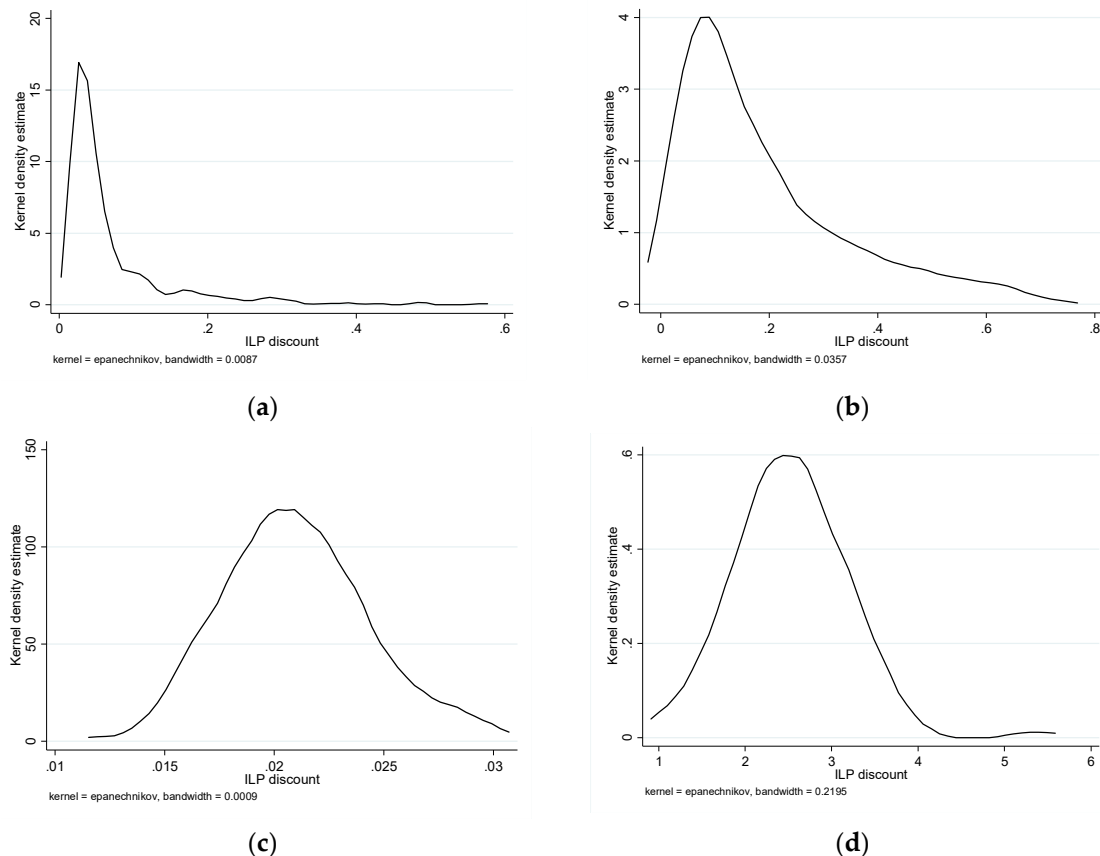 Kernel density estimate
20
15
10
5
0
0
.2
.4
.6
ILP discount
kernel = epanechnikov, bandwidth = 0.0087
(a)
Kernel density estimate
4
3
2
1
0
0
.2
.4
.6
.8
ILP discount
kernel = epanechnikov, bandwidth = 0.0357
(b)
Kernel density estimate
150
100
50
0
.01
.015
.02
.025
.03
ILP discount
kernel = epanechnikov, bandwidth = 0.0009
(c)
Kernel density estimate
.6
.4
.2
0
1
2
3
4
5
6
ILP discount
kernel = epanechnikov, bandwidth = 0.2195
(d)